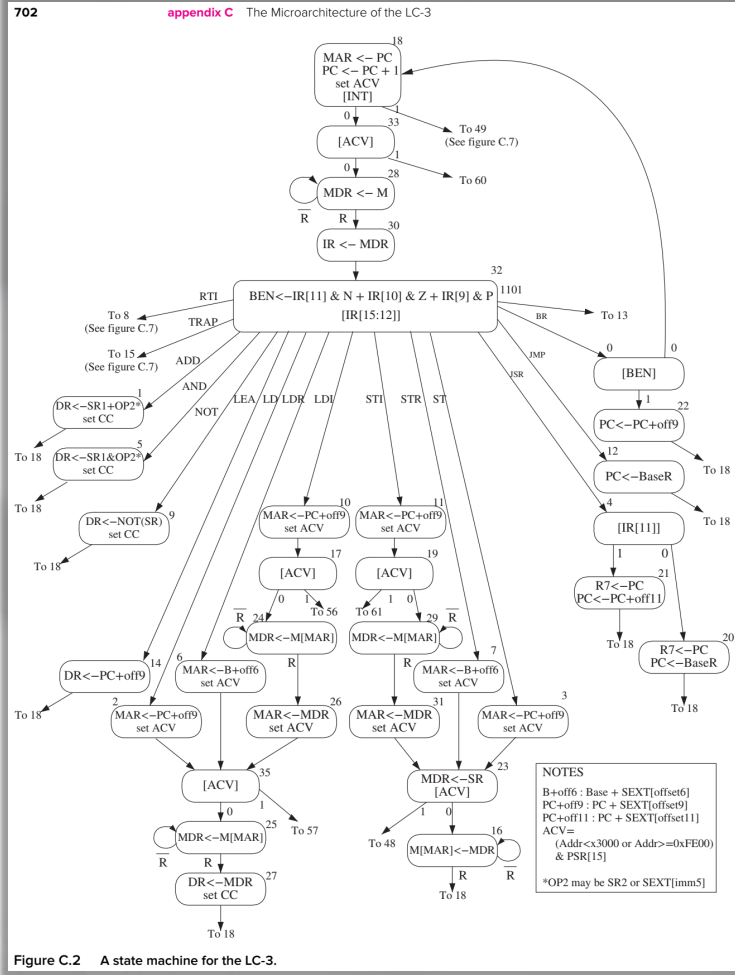 702 appendix C The Microarchitecture of the LC-3
18
MAR <– PC
PC <– PC + 1
set ACV
[INT]
0 1
To 49
(See figure C.7)
33
[ACV]
0 1
To 60
28
MDR <– M
R̅ R
30
IR <– MDR
32
BEN<–IR[11] & N + IR[10] & Z + IR[9] & P
[IR[15:12]]
1101
To 13
RTI
To 8
(See figure C.7)
TRAP
To 15
(See figure C.7)
ADD
AND
NOT
LEA LD LDR LDI STI STR ST
JSR
JMP
BR
0 0
[BEN]
1
22
PC<–PC+off9
To 18
12
PC<–BaseR
To 18
4
[IR[11]]
1 0
21
R7<–PC
PC<–PC+off11
To 18
20
R7<–PC
PC<–BaseR
To 18
1
DR<–SR1+OP2*
set CC
To 18
5
DR<–SR1&OP2*
set CC
To 18
9
DR<–NOT(SR)
set CC
To 18
10
MAR<–PC+off9
set ACV
11
MAR<–PC+off9
set ACV
17
[ACV]
0 1
To 56
19
[ACV]
1 0
To 61
R̅ 24
MDR<–M[MAR]
R
29 R̅
MDR<–M[MAR]
R
14
DR<–PC+off9
To 18
6
MAR<–B+off6
set ACV
7
MAR<–B+off6
set ACV
2
MAR<–PC+off9
set ACV
26
MAR<–MDR
set ACV
31
MAR<–MDR
set ACV
3
MAR<–PC+off9
set ACV
35
[ACV]
0 1
To 57
23
MDR<–SR
[ACV]
1 0
To 48
25
MDR<–M[MAR]
R̅ R
16
M[MAR]<–MDR
R R̅
To 18
27
DR<–MDR
set CC
To 18
NOTES
B+off6 : Base + SEXT[offset6]
PC+off9 : PC + SEXT[offset9]
PC+off11 : PC + SEXT[offset11]
ACV=
(Addr<x3000 or Addr>=0xFE00)
& PSR[15]
*OP2 may be SR2 or SEXT[imm5]
Figure C.2 A state machine for the LC-3.